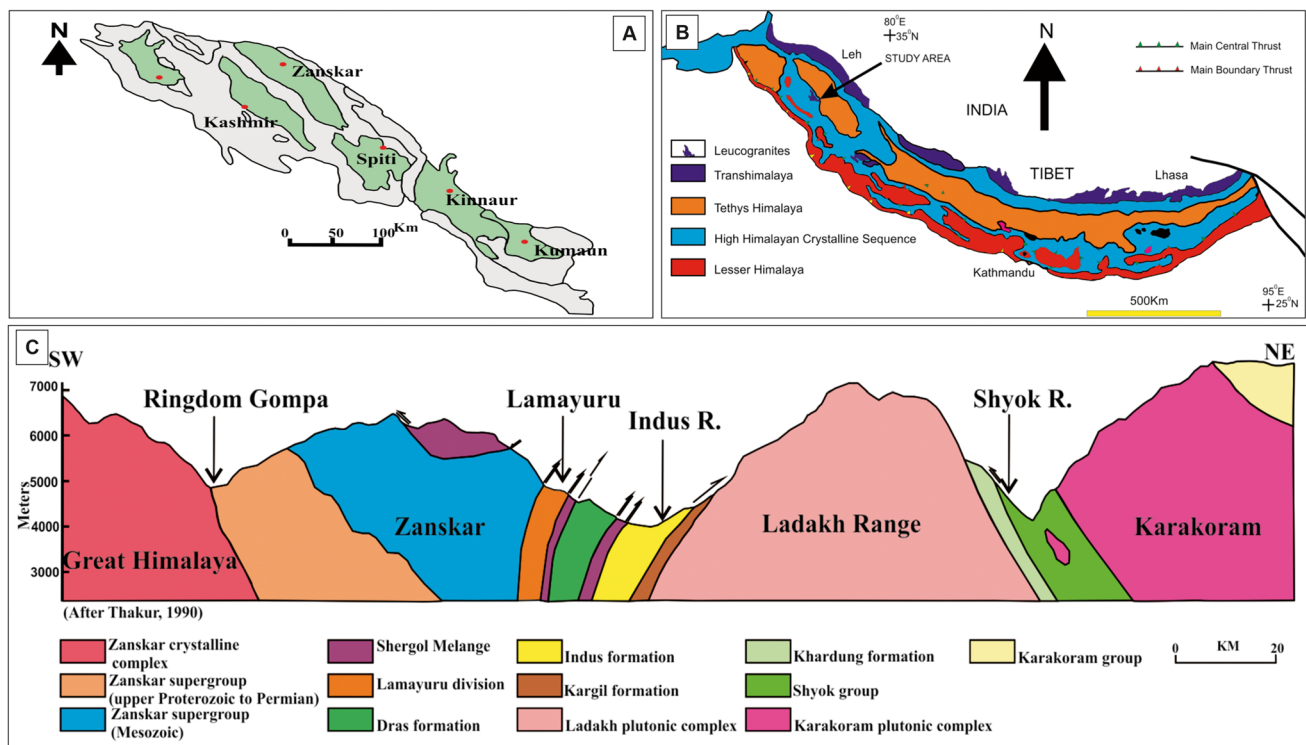 A
N
Zanskar
Kashmir
Spiti
Kinnaur
Kumaun
0 50 100 Km
B
80°E
35°N
Leh
STUDY AREA
N
Main Central Thrust
Main Boundary Thrust
INDIA
TIBET
Lhasa
Kathmandu
Leucogranites
Transhimalaya
Tethys Himalaya
High Himalayan Crystalline Sequence
Lesser Himalaya
500Km
95°E
25°N
C
SW
NE
Ringdom Gompa
Lamayuru
Indus R.
Shyok R.
Meters
7000
6000
5000
4000
3000
Great Himalaya
Zanskar
Ladakh Range
Karakoram
(After Thakur, 1990)
Zanskar crystalline
complex
Zanskar supergroup
(upper Proterozoic to Permian)
Zanskar supergroup
(Mesozoic)
Shergol Melange
Lamayuru division
Dras formation
Indus formation
Kargil formation
Ladakh plutonic complex
Khardung formation
Shyok group
Karakoram plutonic complex
Karakoram group
0 KM 20